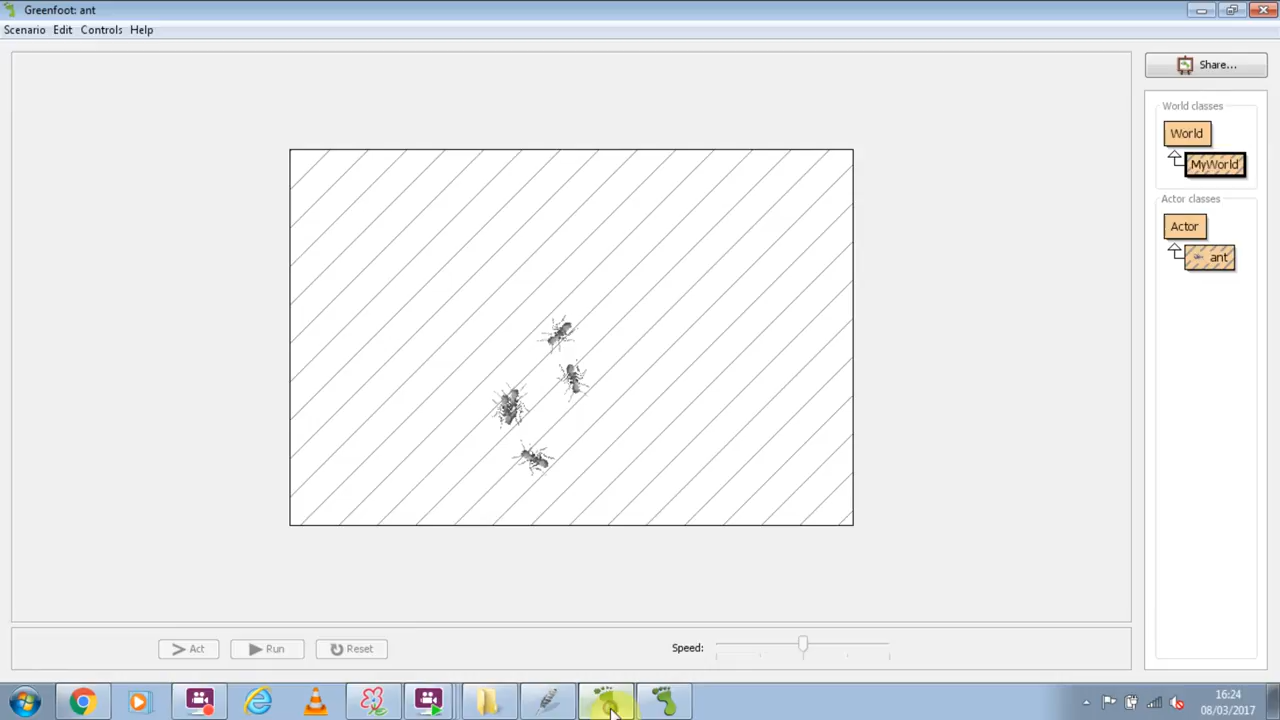 Greenfoot: ant
Scenario Edit Controls Help
Share...
World classes
World
MyWorld
Actor classes
Actor
ant
Act Run Reset Speed:
16:24
08/03/2017